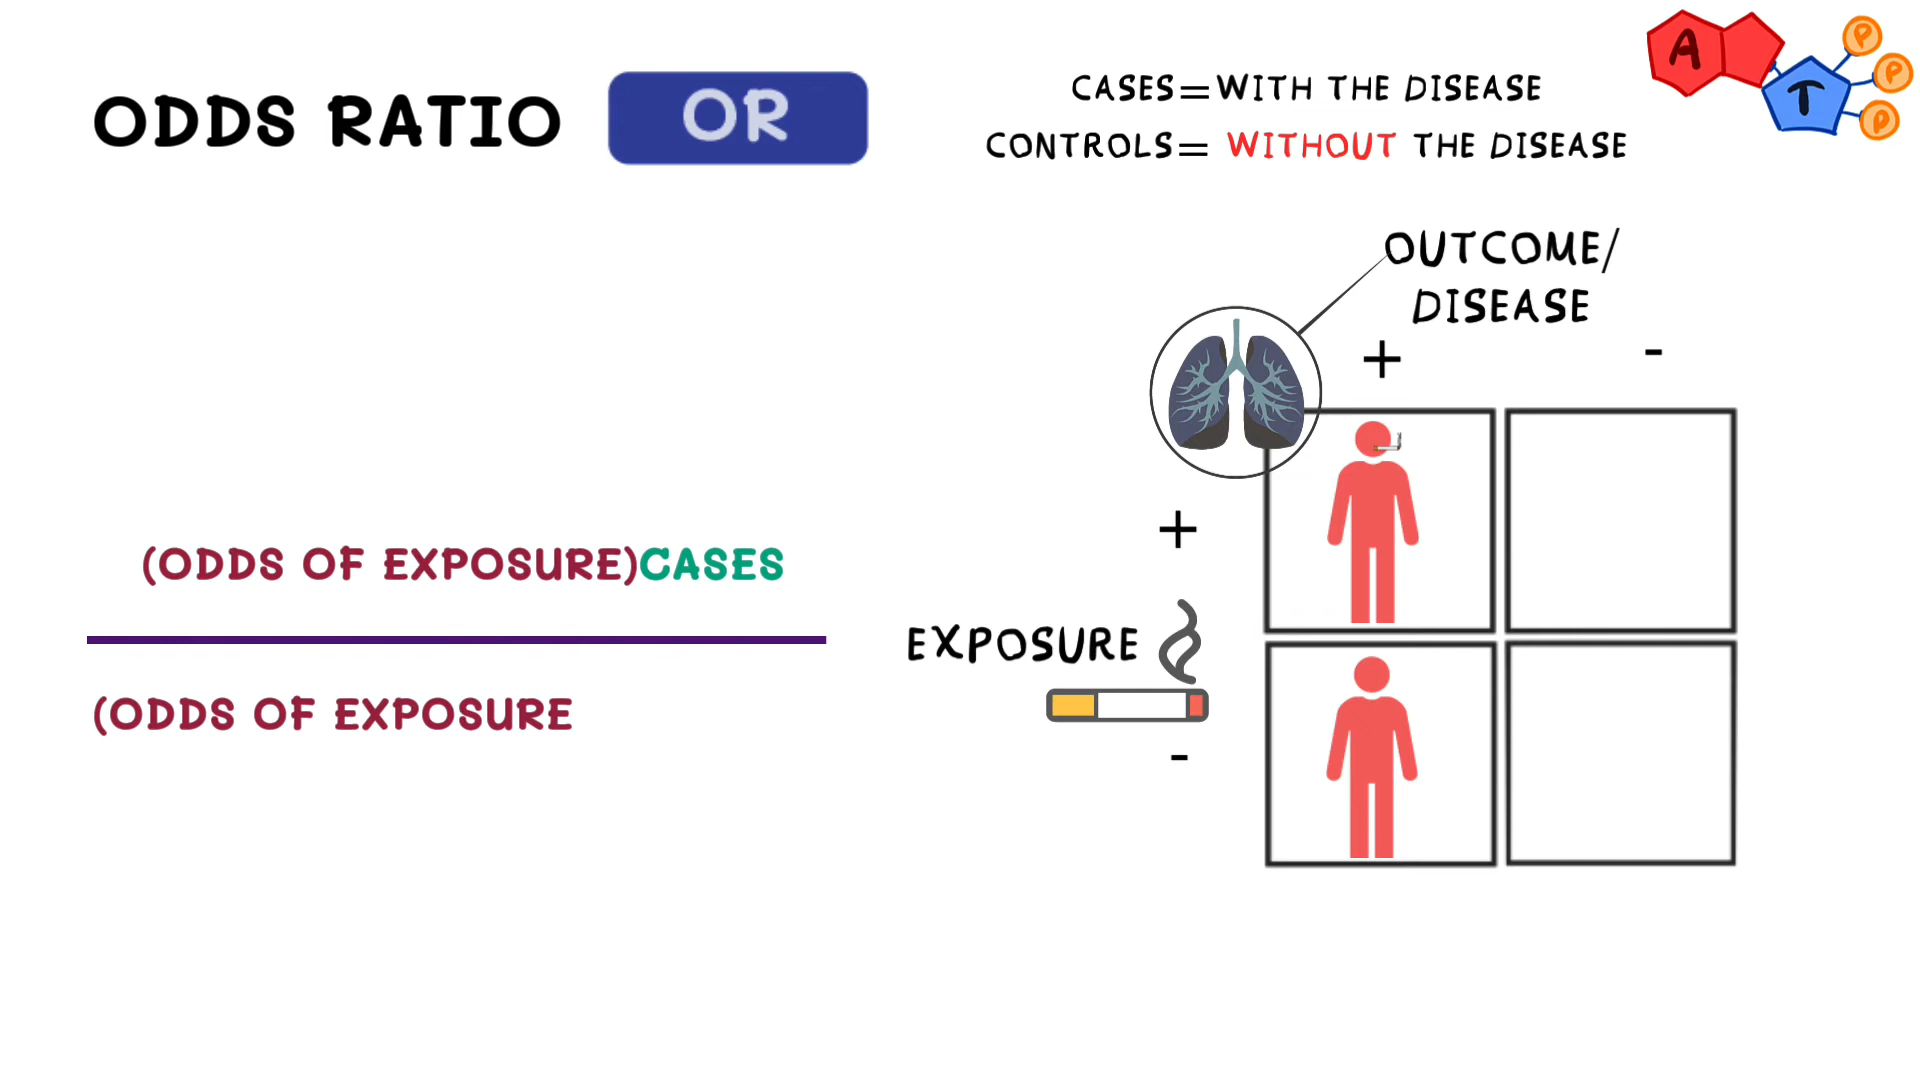 ODDS RATIO OR
CASES=WITH THE DISEASE
CONTROLS= WITHOUT THE DISEASE
A T P P P
OUTCOME/
DISEASE
+ -
+
(ODDS OF EXPOSURE)CASES
EXPOSURE
(ODDS OF EXPOSURE
-